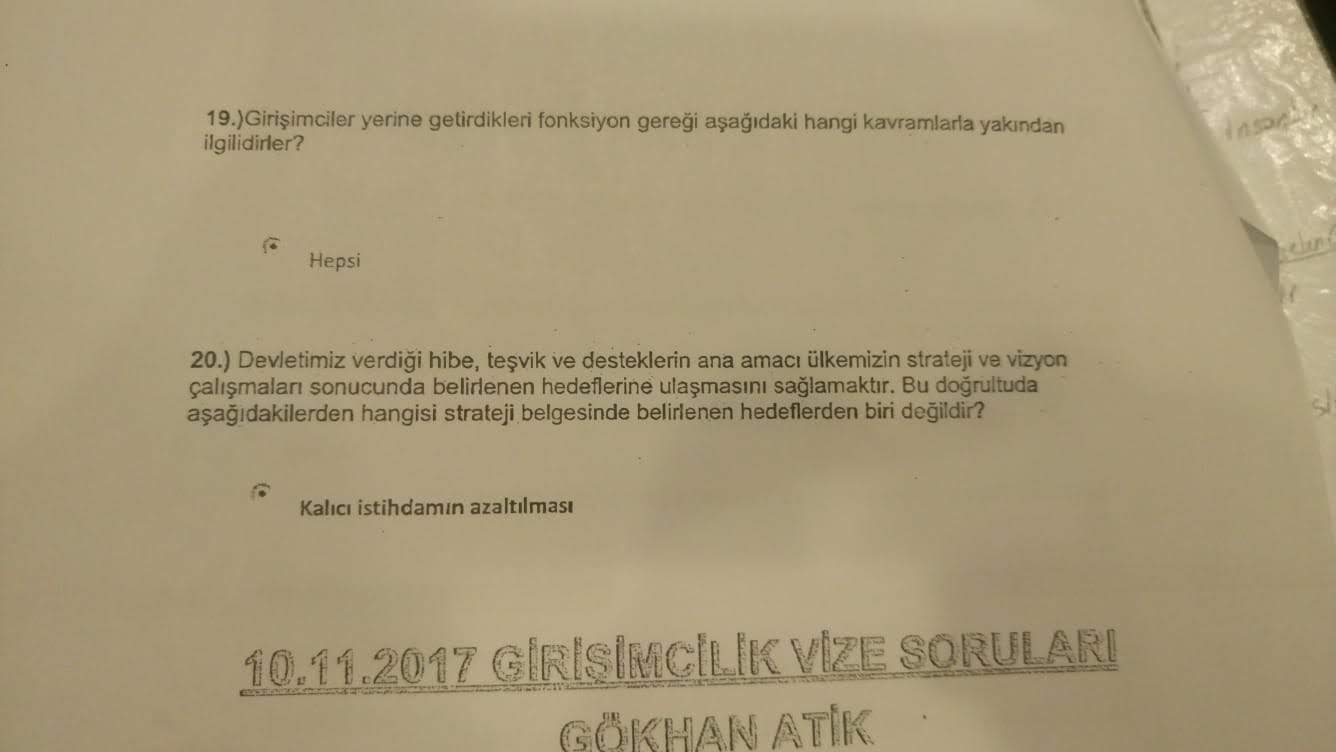 19.)Girişimciler yerine getirdikleri fonksiyon gereği aşağıdaki hangi kavramlarla yakından
ilgilidirler?
Hepsi
20.) Devletimiz verdiği hibe, teşvik ve desteklerin ana amacı ülkemizin strateji ve vizyon
çalışmaları sonucunda belirlenen hedeflerine ulaşmasını sağlamaktır. Bu doğrultuda
aşağıdakilerden hangisi strateji belgesinde belirlenen hedeflerden biri değildir?
Kalıcı istihdamın azaltılması
10.11.2017 GİRİŞİMCİLİK VİZE SORULARI
GÖKHAN ATİK